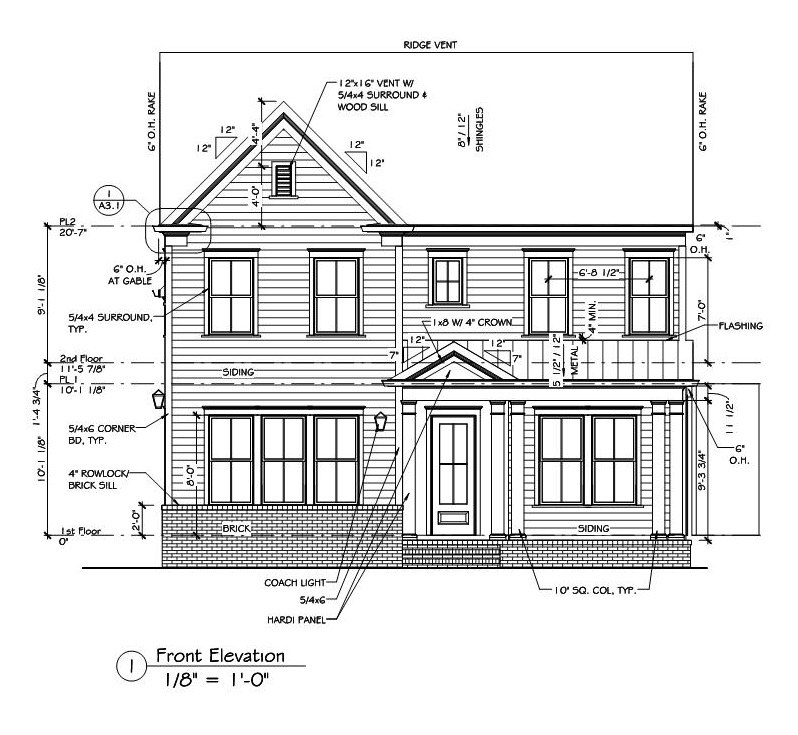 RIDGE VENT
12"x16" VENT W/
5/4x4 SURROUND &
WOOD SILL
6" O.H. RAKE
12"
12"
4'-4"
12"
12'
8" / 12"
SHINGLES
6" O.H. RAKE
4'-0"
1
A3.1
PL2
20'-7"
1"
6"
O.H.
6" O.H.
AT GABLE
6'-8 1/2"
9'-1 1/8"
5/4x4 SURROUND,
TYP.
1x8 W/ 4" CROWN
4" MIN.
7'-0"
FLASHING
12"
12"
7"
7"
5 1/2" / 12"
METAL
2nd Floor
11'-5 7/8"
SIDING
PL 1
10'-1 1/8"
1'-4 3/4"
11 1/2"
5/4x6 CORNER
BD, TYP.
6"
O.H.
10'-1 1/8"
4" ROWLOCK/
BRICK SILL
8'-0"
9'-3 3/4"
2'-0"
1st Floor
0"
BRICK
SIDING
COACH LIGHT
5/4x6
HARDI PANEL
10" SQ. COL, TYP.
1
Front Elevation
1/8" = 1'-0"